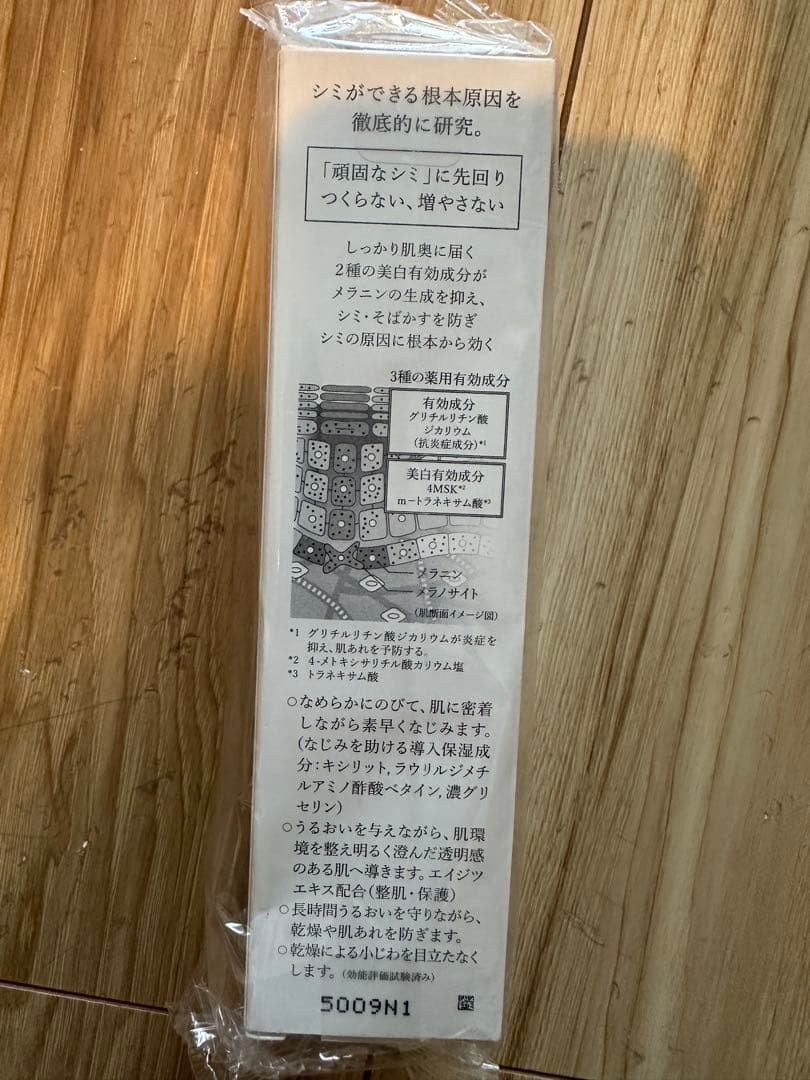 シミができる根本原因を
徹底的に研究。
「頑固なシミ」に先回り
つくらない、増やさない
しっかり肌奥に届く
2種の美白有効成分が
メラニンの生成を抑え、
シミ・そばかすを防ぎ
シミの原因に根本から効く
3種の薬用有効成分
有効成分
グリチルリチン酸
ジカリウム
(抗炎症成分)*1
美白有効成分
4MSK*2
m-トラネキサム酸*3
メラニン
メラノサイト
(肌断面イメージ図)
*1 グリチルリチン酸ジカリウムが炎症を
抑え、肌あれを予防する。
*2 4-メトキシサリチル酸カリウム塩
*3 トラネキサム酸
○なめらかにのびて、肌に密着
しながら素早くなじみます。
(なじみを助ける導入保湿成
分:キシリット,ラウリルジメチ
ルアミノ酢酸ベタイン,濃グリ
セリン)
○うるおいを与えながら、肌環
境を整え明るく澄んだ透明感
のある肌へ導きます。エイジツ
エキス配合(整肌・保護)
○長時間うるおいを守りながら、
乾燥や肌あれを防ぎます。
○乾燥による小じわを目立たなく
します。(効能評価試験済み)
5009N1